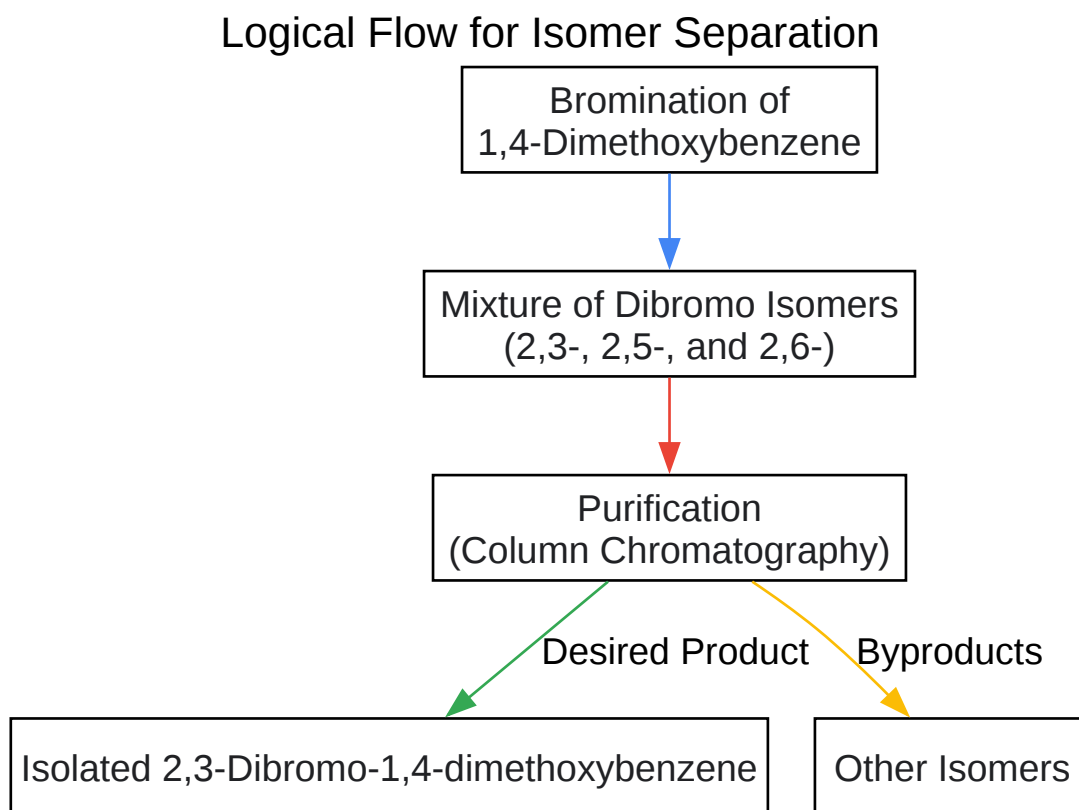 Logical Flow for Isomer Separation
Bromination of
1,4-Dimethoxybenzene
Mixture of Dibromo Isomers
(2,3-, 2,5-, and 2,6-)
Purification
(Column Chromatography)
Desired Product
Byproducts
Isolated 2,3-Dibromo-1,4-dimethoxybenzene
Other Isomers